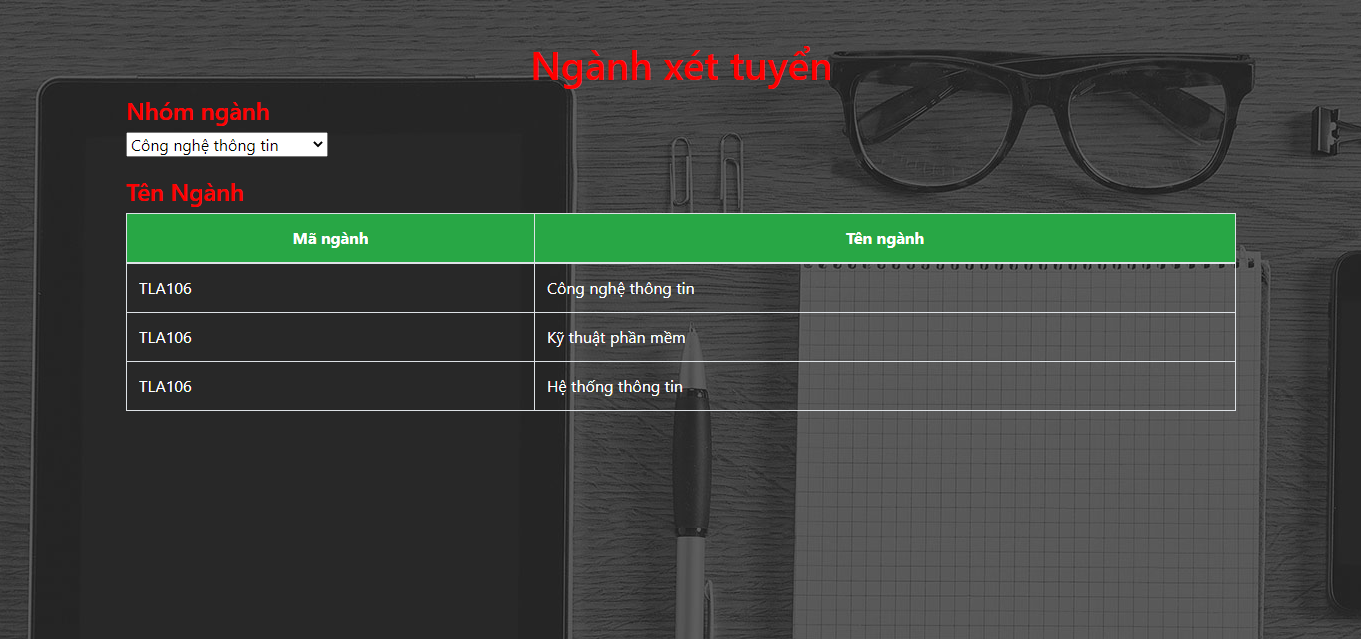 Ngành xét tuyển
Nhóm ngành
Công nghệ thông tin
Tên Ngành
Mã ngành Tên ngành
TLA106 Công nghệ thông tin
TLA106 Kỹ thuật phần mềm
TLA106 Hệ thống thông tin